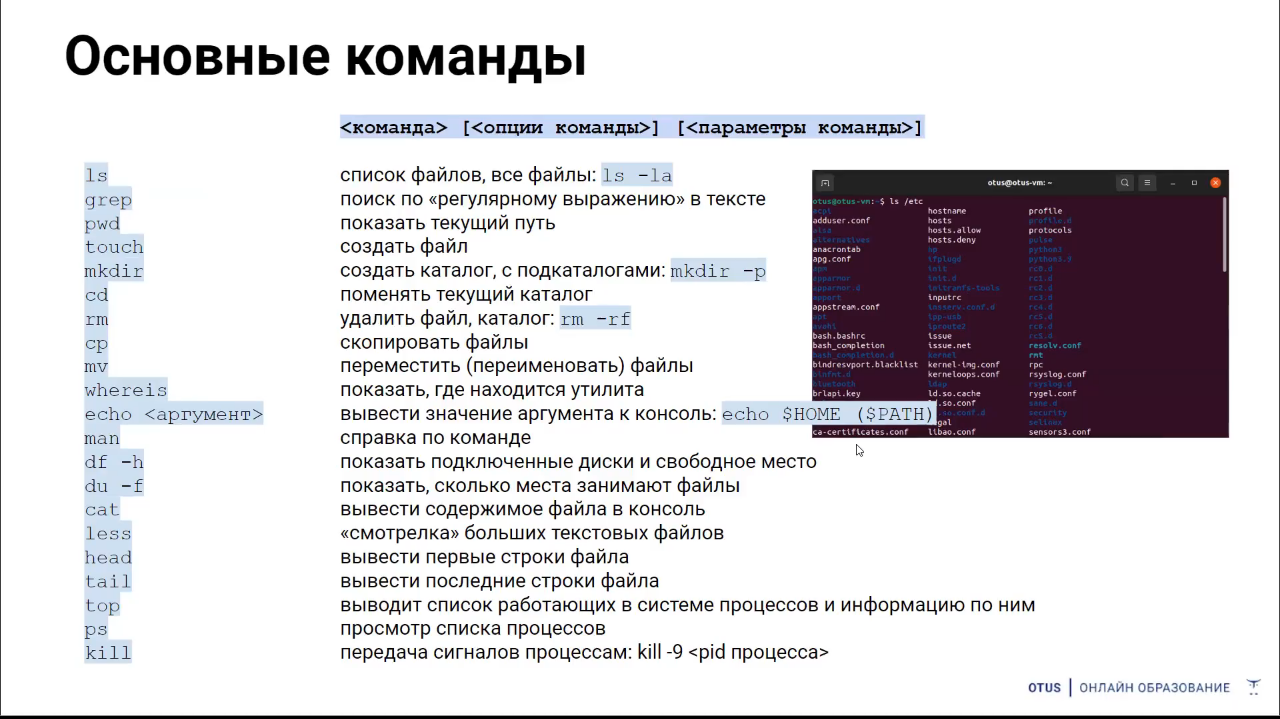 Основные команды
<команда> [<опции команды>] [<параметры команды>]
ls список файлов, все файлы: ls -la
grep поиск по «регулярному выражению» в тексте
pwd показать текущий путь
touch создать файл
mkdir создать каталог, с подкаталогами: mkdir -p
cd поменять текущий каталог
rm удалить файл, каталог: rm -rf
cp скопировать файлы
mv переместить (переименовать) файлы
whereis показать, где находится утилита
echo <аргумент> вывести значение аргумента к консоль: echo $HOME ($PATH)
man справка по команде
df -h показать подключенные диски и свободное место
du -f показать, сколько места занимают файлы
cat вывести содержимое файла в консоль
less «смотрелка» больших текстовых файлов
head вывести первые строки файла
tail вывести последние строки файла
top выводит список работающих в системе процессов и информацию по ним
ps просмотр списка процессов
kill передача сигналов процессам: kill -9 <pid процесса>
otus@otus-vm: ~
otus@otus-vm:~$ ls /etc
acpi hostname profile
adduser.conf hosts profile.d
alsa hosts.allow protocols
alternatives hosts.deny pulse
anacrontab hp python3
apg.conf ifplugd python3.d
apm init rc0.d
apparmor init.d rc1.d
apparmor.d initramfs-tools rc2.d
apport inputrc rc3.d
appstream.conf insserv.conf.d rc4.d
apt ipp-usb rc5.d
avahi iproute2 rc6.d
bash.bashrc issue rcS.d
bash_completion issue.net resolv.conf
bash_completion.d kernel rmt
bindresvport.blacklist kernel-img.conf rpc
binfmt.d kerneloops.conf rsyslog.conf
bluetooth ldap rsyslog.d
brlapi.key ld.so.cache rygel.conf
ld.so.conf sane.d
.so.conf.d security
egal selinux
ca-certificates.conf libao.conf sensors3.conf
OTUS | ОНЛАЙН ОБРАЗОВАНИЕ